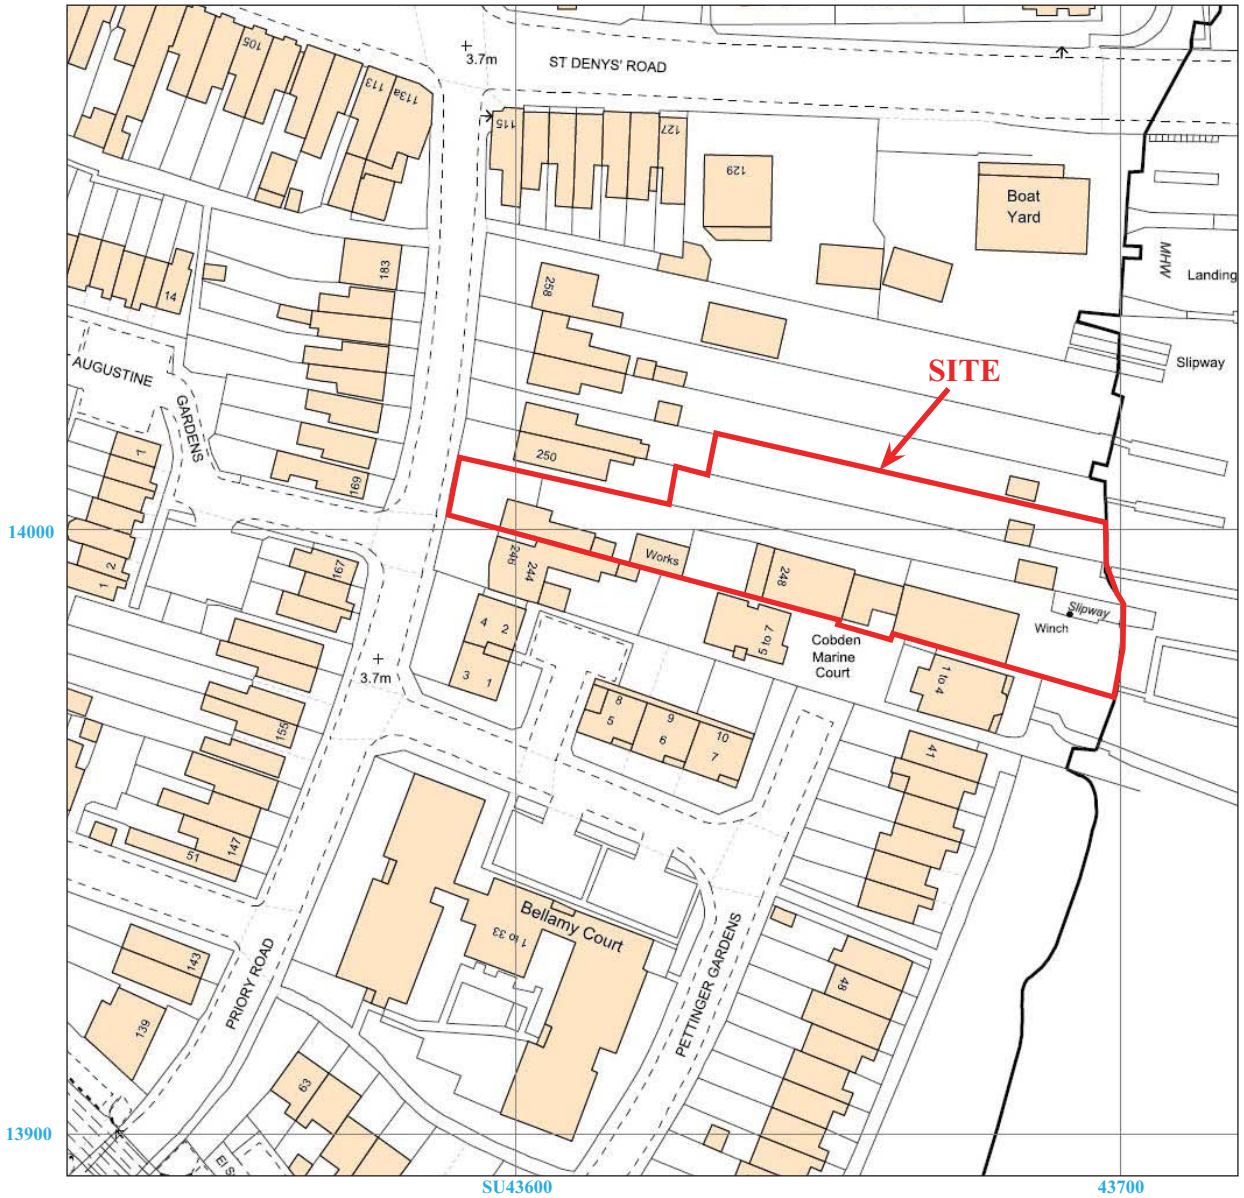 105
113
113a
3.7m
ST DENYS' ROAD
115
127
129
Boat
Yard
MHW
Landing
183
14
258
Slipway
SITE
AUGUSTINE
GARDENS
1
169
250
14000
2
1
167
246
244
Works
248
Slipway
Winch
4 2
3 1
5 to 7
Cobden
Marine
Court
1 to 4
3.7m
155
8
5
9
6
10
7
41
147
51
Bellamy Court
1 to 33
PETTINGER GARDENS
48
143
139
PRIORY ROAD
63
13900
SU43600
43700